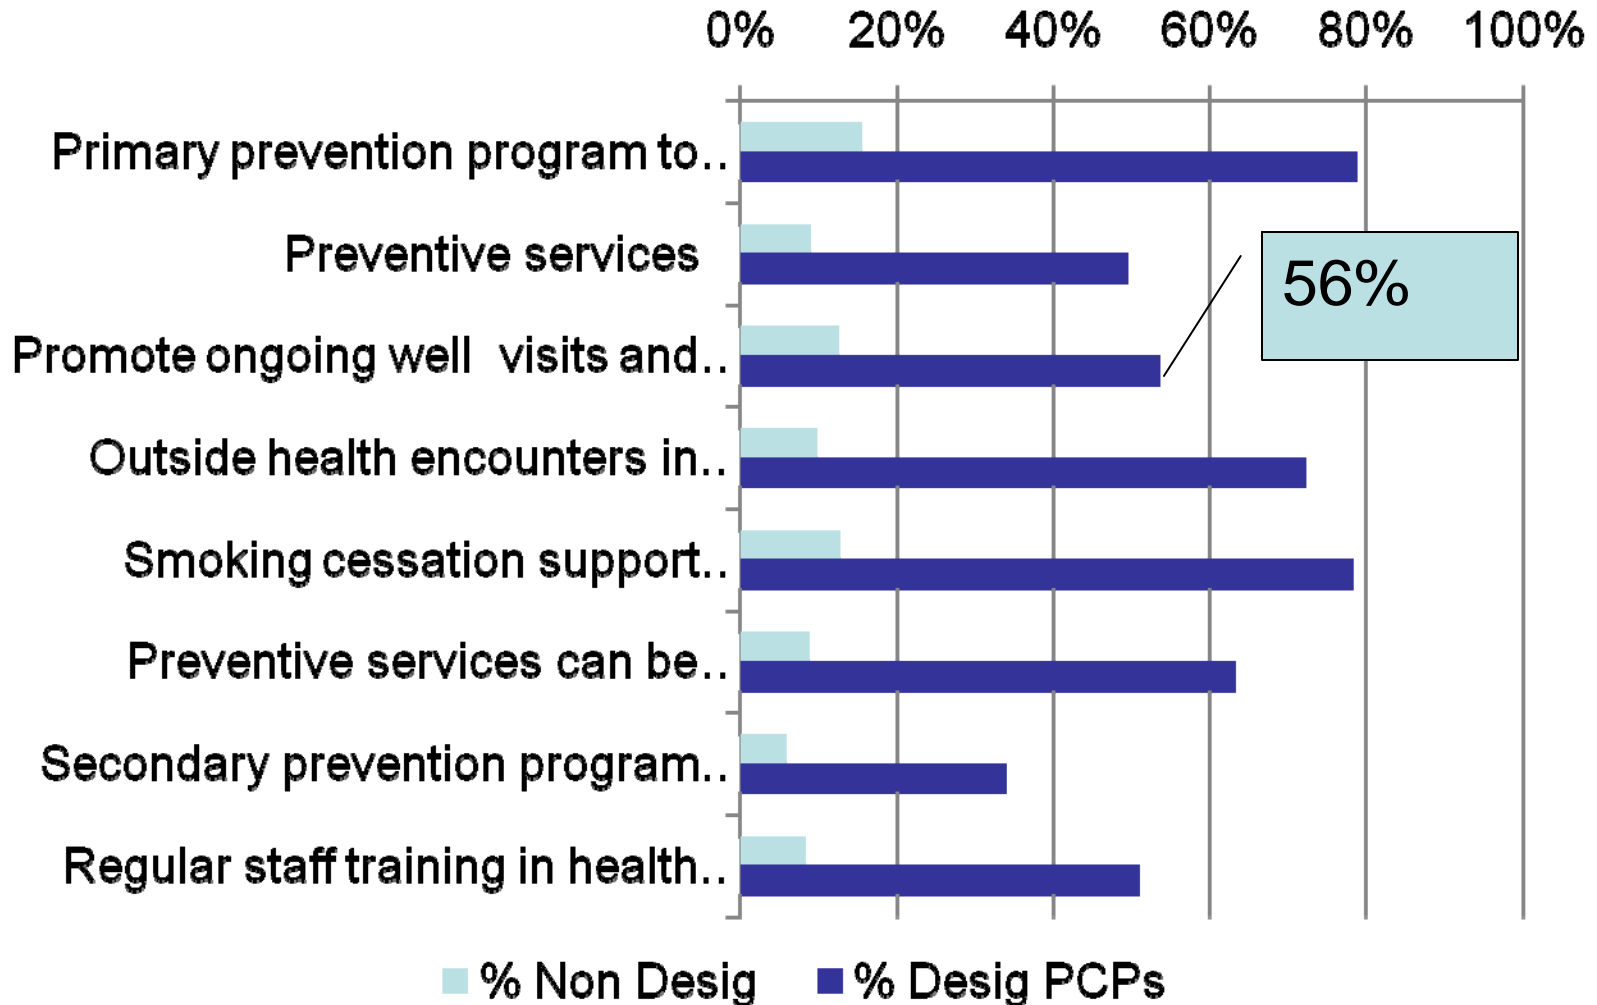 0% 20% 40% 60% 80% 100%
Primary prevention program to..
Preventive services
56%
Promote ongoing well visits and..
Outside health encounters in..
Smoking cessation support..
Preventive services can be..
Secondary prevention program..
Regular staff training in health..
% Non Desig % Desig PCPs